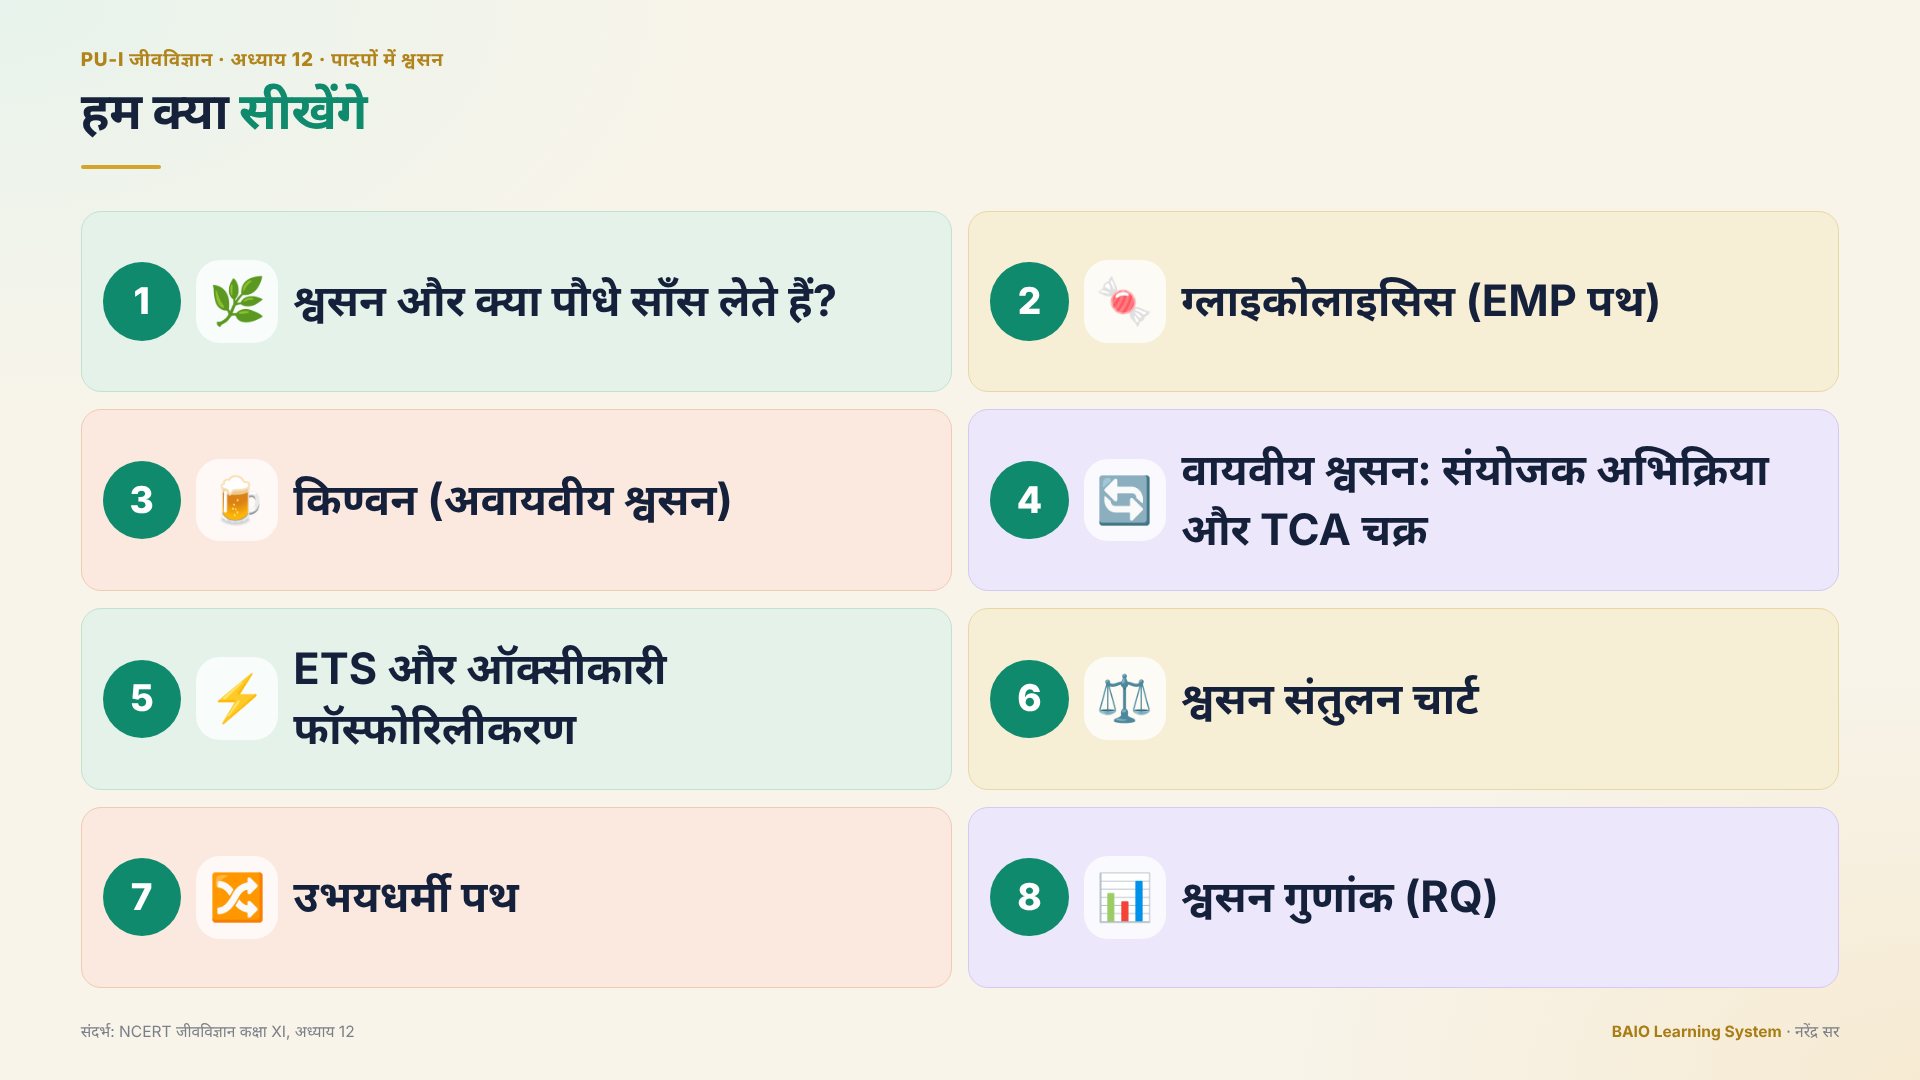 PU-I जीवविज्ञान · अध्याय 12 · पादपों में श्वसन
हम क्या सीखेंगे
1 श्वसन और क्या पौधे साँस लेते हैं?
2 ग्लाइकोलाइसिस (EMP पथ)
3 किण्वन (अवायवीय श्वसन)
4 वायवीय श्वसन: संयोजक अभिक्रिया
और TCA चक्र
5 ETS और ऑक्सीकारी
फॉस्फोरिलीकरण
6 श्वसन संतुलन चार्ट
7 उभयधर्मी पथ
8 श्वसन गुणांक (RQ)
संदर्भ: NCERT जीवविज्ञान कक्षा XI, अध्याय 12
BAIO Learning System · नरेंद्र सर